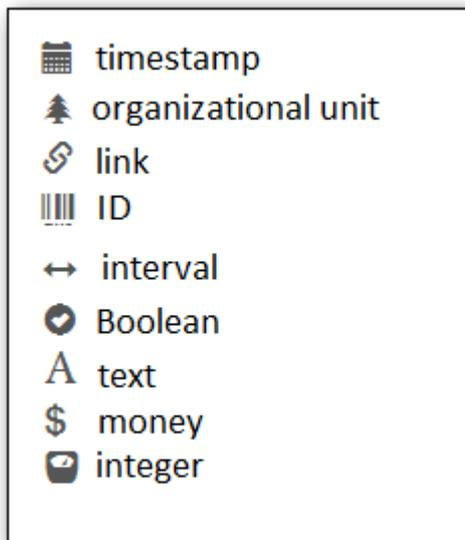 timestamp
organizational unit
link
ID
interval
Boolean
A text
$ money
integer